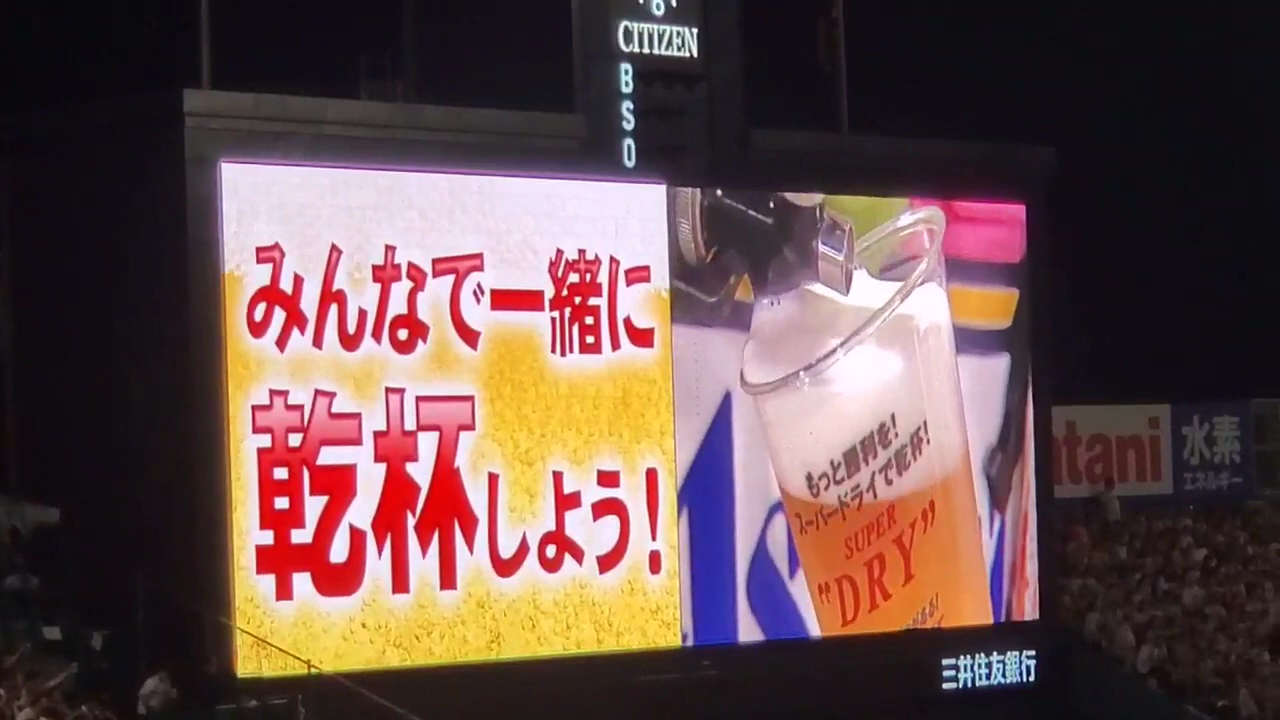 CITIZEN
B
S
O
みんなで一緒に
乾杯しよう!
もっと勝利を!
スーパードライで乾杯!
SUPER
"DRY"
atani
水素
エネルギー
三井住友銀行